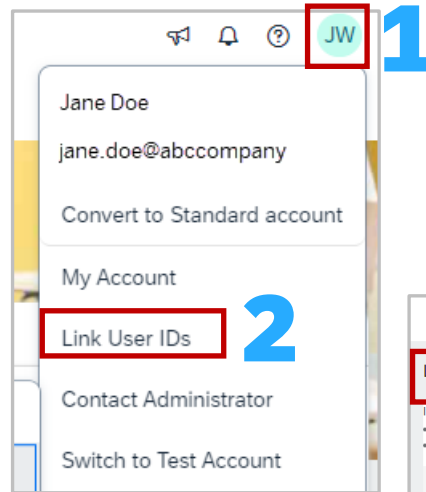 JW
1
Jane Doe
jane.doe@abccompany
Convert to Standard account
My Account
Link User IDs
2
Contact Administrator
Switch to Test Account